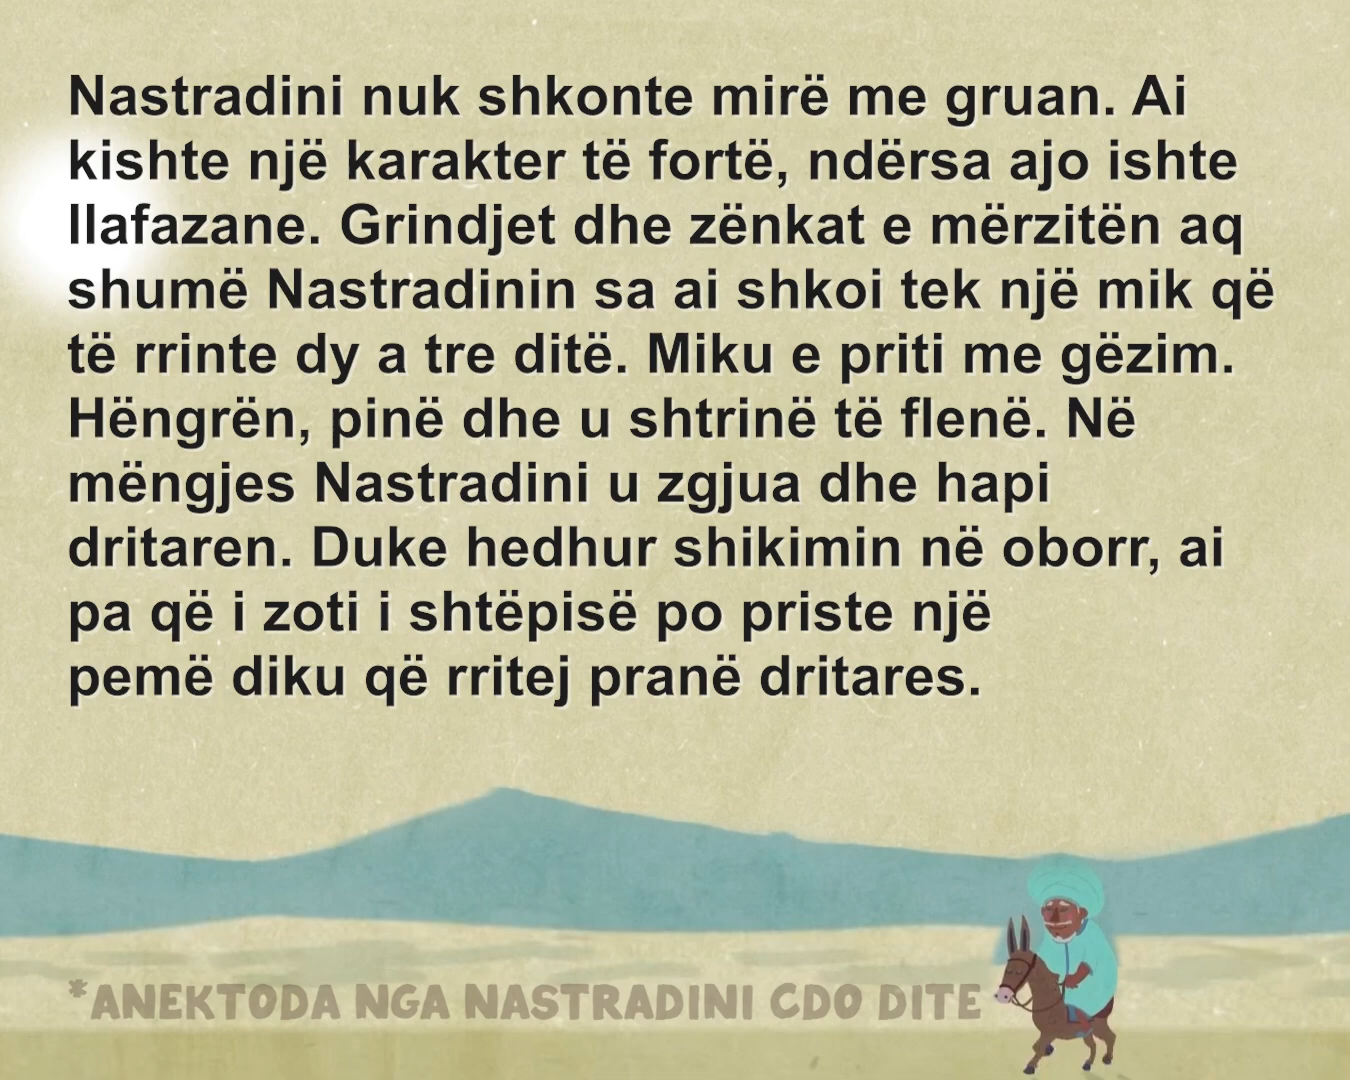 Nastradini nuk shkonte mirë me gruan. Ai
kishte një karakter të fortë, ndërsa ajo ishte
llafazane. Grindjet dhe zënkat e mërzitën aq
shumë Nastradinin sa ai shkoi tek një mik që
të rrinte dy a tre ditë. Miku e priti me gëzim.
Hëngrën, pinë dhe u shtrinë të flenë. Në
mëngjes Nastradini u zgjua dhe hapi
dritaren. Duke hedhur shikimin në oborr, ai
pa që i zoti i shtëpisë po priste një
pemë diku që rritej pranë dritares.
*ANEKTODA NGA NASTRADINI CDO DITE